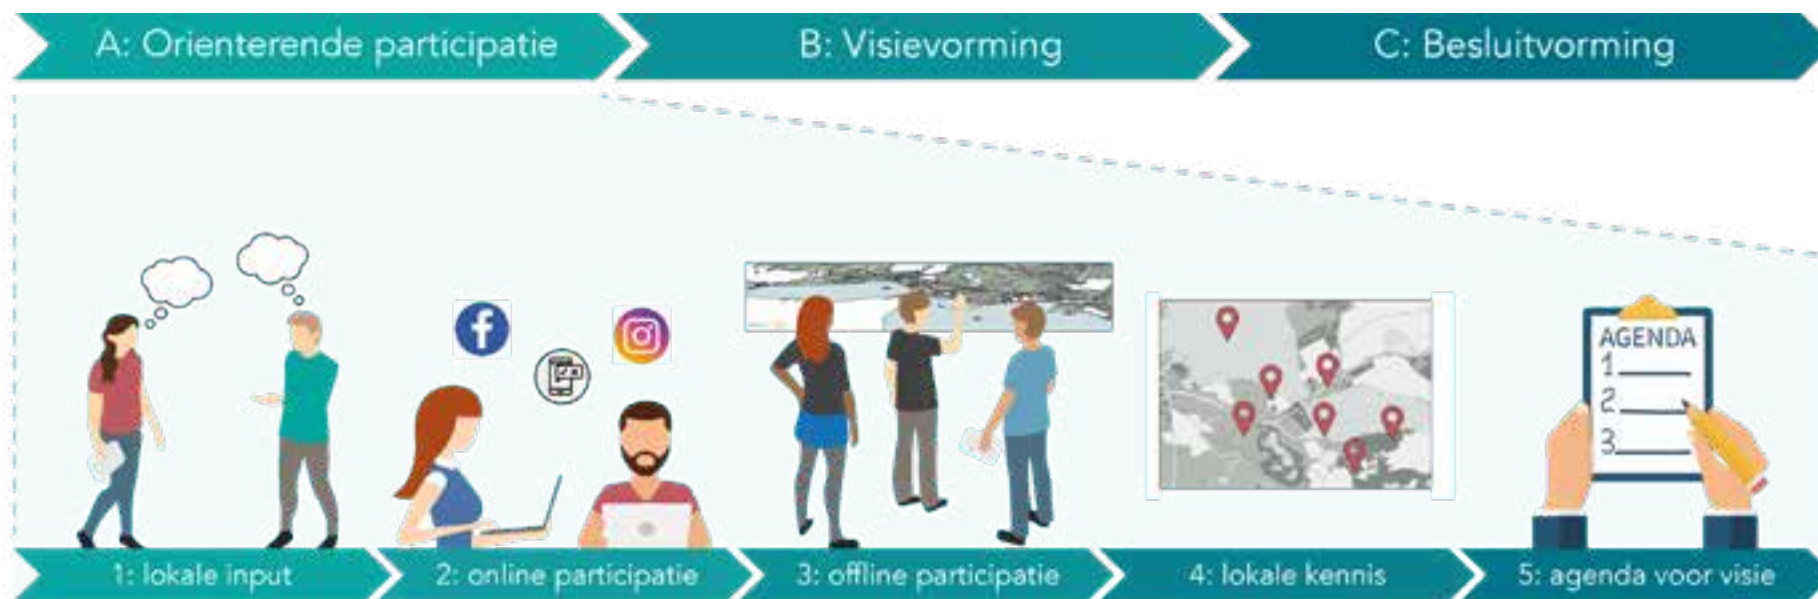 A: Orienterende participatie
B: Visievorming
C: Besluitvorming
AGENDA
1
2
3
1: lokale input
2: online participatie
3: offline participatie
4: lokale kennis
5: agenda voor visie